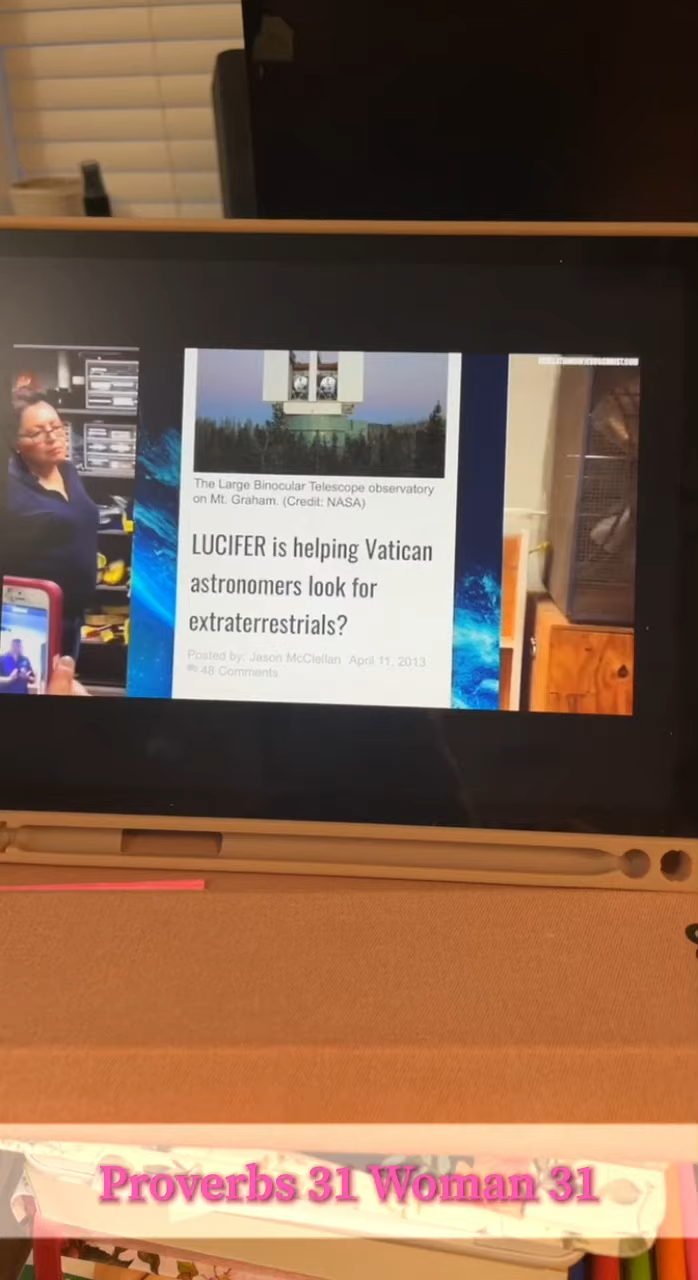 The Large Binocular Telescope observatory
on Mt. Graham. (Credit: NASA)
LUCIFER is helping Vatican
astronomers look for
extraterrestrials?
Posted by: Jason McClellan April 11, 2013
48 Comments
Proverbs 31 Woman 31